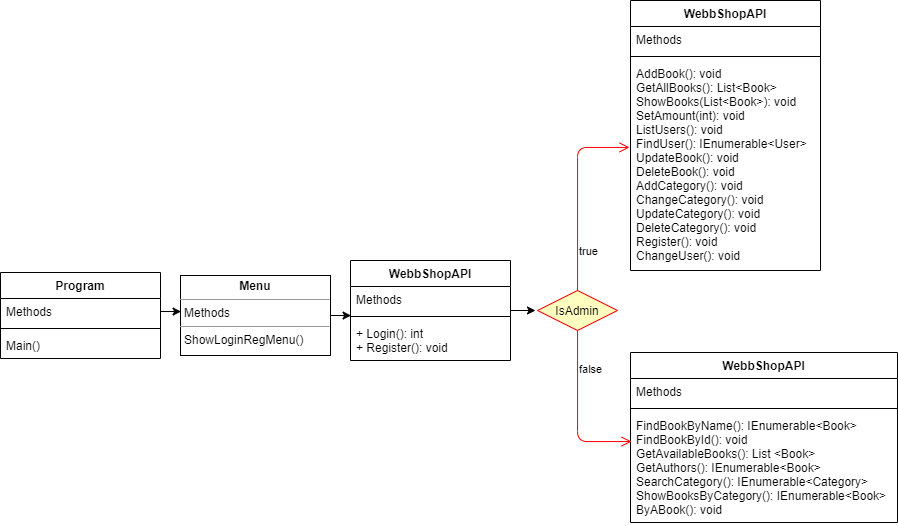 Program
Methods
Main()
Menu
Methods
ShowLoginRegMenu()
WebbShopAPI
Methods
+ Login(): int
+ Register(): void
IsAdmin
true
false
WebbShopAPI
Methods
AddBook(): void
GetAllBooks(): List<Book>
ShowBooks(List<Book>): void
SetAmount(int): void
ListUsers(): void
FindUser(): IEnumerable<User>
UpdateBook(): void
DeleteBook(): void
AddCategory(): void
ChangeCategory(): void
UpdateCategory(): void
DeleteCategory(): void
Register(): void
ChangeUser(): void
WebbShopAPI
Methods
FindBookByName(): IEnumerable<Book>
FindBookById(): void
GetAvailableBooks(): List <Book>
GetAuthors(): IEnumerable<Book>
SearchCategory(): IEnumerable<Category>
ShowBooksByCategory(): IEnumerable<Book>
ByABook(): void